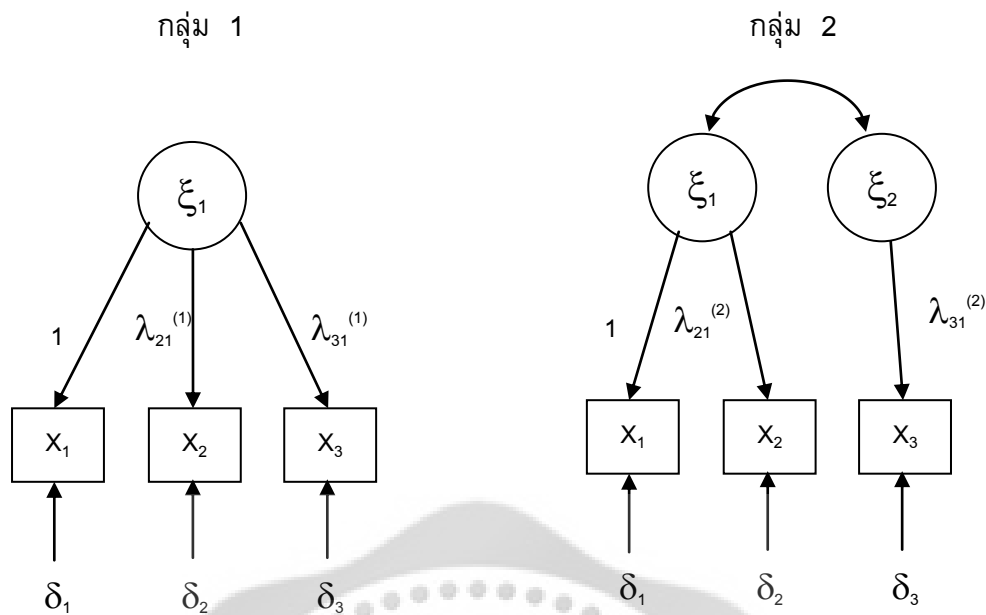 กลุ่ม 1
กลุ่ม 2
ξ₁
ξ₁ ξ₂
1 λ₂₁⁽¹⁾ λ₃₁⁽¹⁾
1 λ₂₁⁽²⁾ λ₃₁⁽²⁾
X₁ X₂ X₃
X₁ X₂ X₃
δ₁ δ₂ δ₃
δ₁ δ₂ δ₃